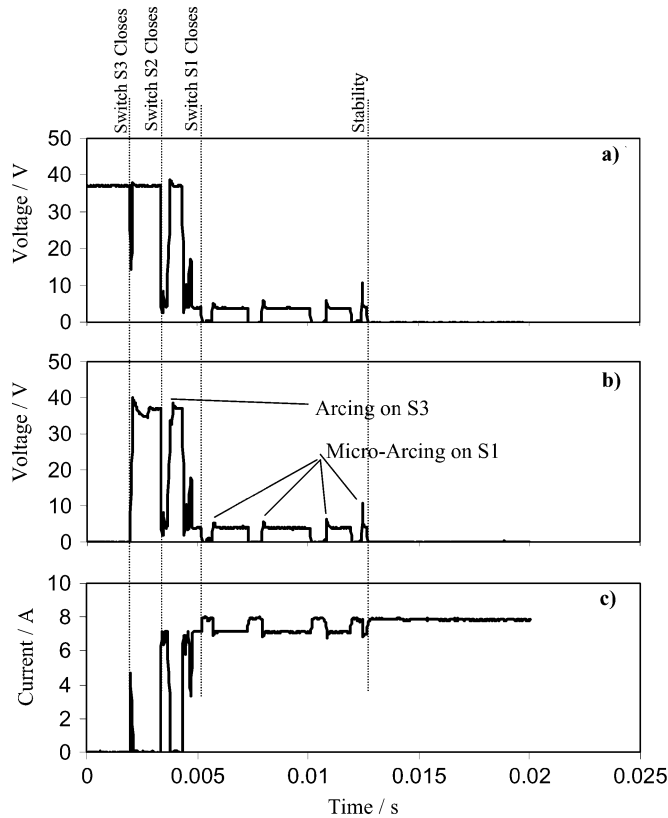 Switch S3 Closes
Switch S2 Closes
Switch S1 Closes
Stability
50
40
30
20
10
0
Voltage / V
a)
50
40
30
20
10
0
Voltage / V
b)
Arcing on S3
Micro-Arcing on S1
10
8
6
4
2
0
Current / A
c)
0
0.005
0.01
0.015
0.02
0.025
Time / s